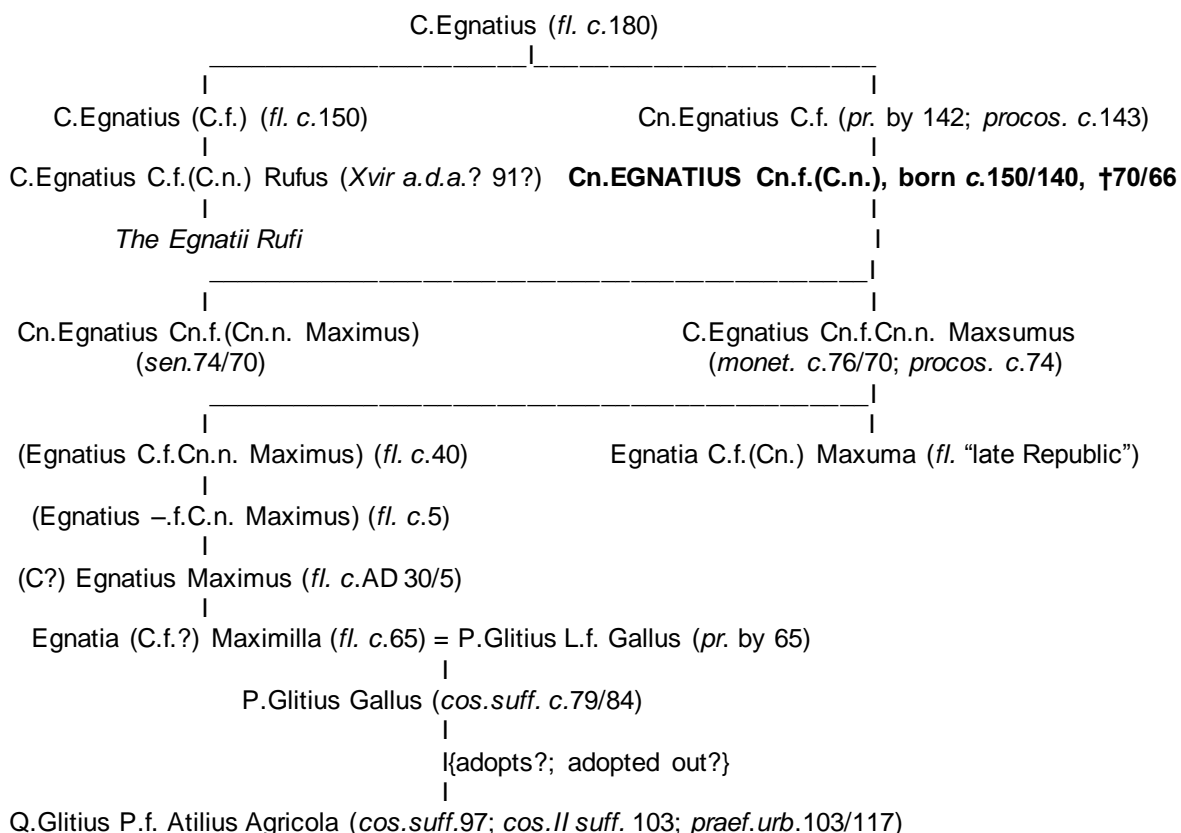 C.Egnatius (fl. c.180)
C.Egnatius (C.f.) (fl. c.150) Cn.Egnatius C.f. (pr. by 142; procos. c.143)
C.Egnatius C.f.(C.n.) Rufus (Xvir a.d.a.? 91?) Cn.EGNATIUS Cn.f.(C.n.), born c.150/140, †70/66
The Egnatii Rufi
Cn.Egnatius Cn.f.(Cn.n. Maximus) C.Egnatius Cn.f.Cn.n. Maxsumus
(sen.74/70) (monet. c.76/70; procos. c.74)
(Egnatius C.f.Cn.n. Maximus) (fl. c.40) Egnatia C.f.(Cn.) Maxuma (fl. “late Republic”)
(Egnatius –.f.C.n. Maximus) (fl. c.5)
(C?) Egnatius Maximus (fl. c.AD 30/5)
Egnatia (C.f.?) Maximilla (fl. c.65) = P.Glitius L.f. Gallus (pr. by 65)
P.Glitius Gallus (cos.suff. c.79/84)
{adopts?; adopted out?}
Q.Glitius P.f. Atilius Agricola (cos.suff.97; cos.II suff. 103; praef.urb.103/117)